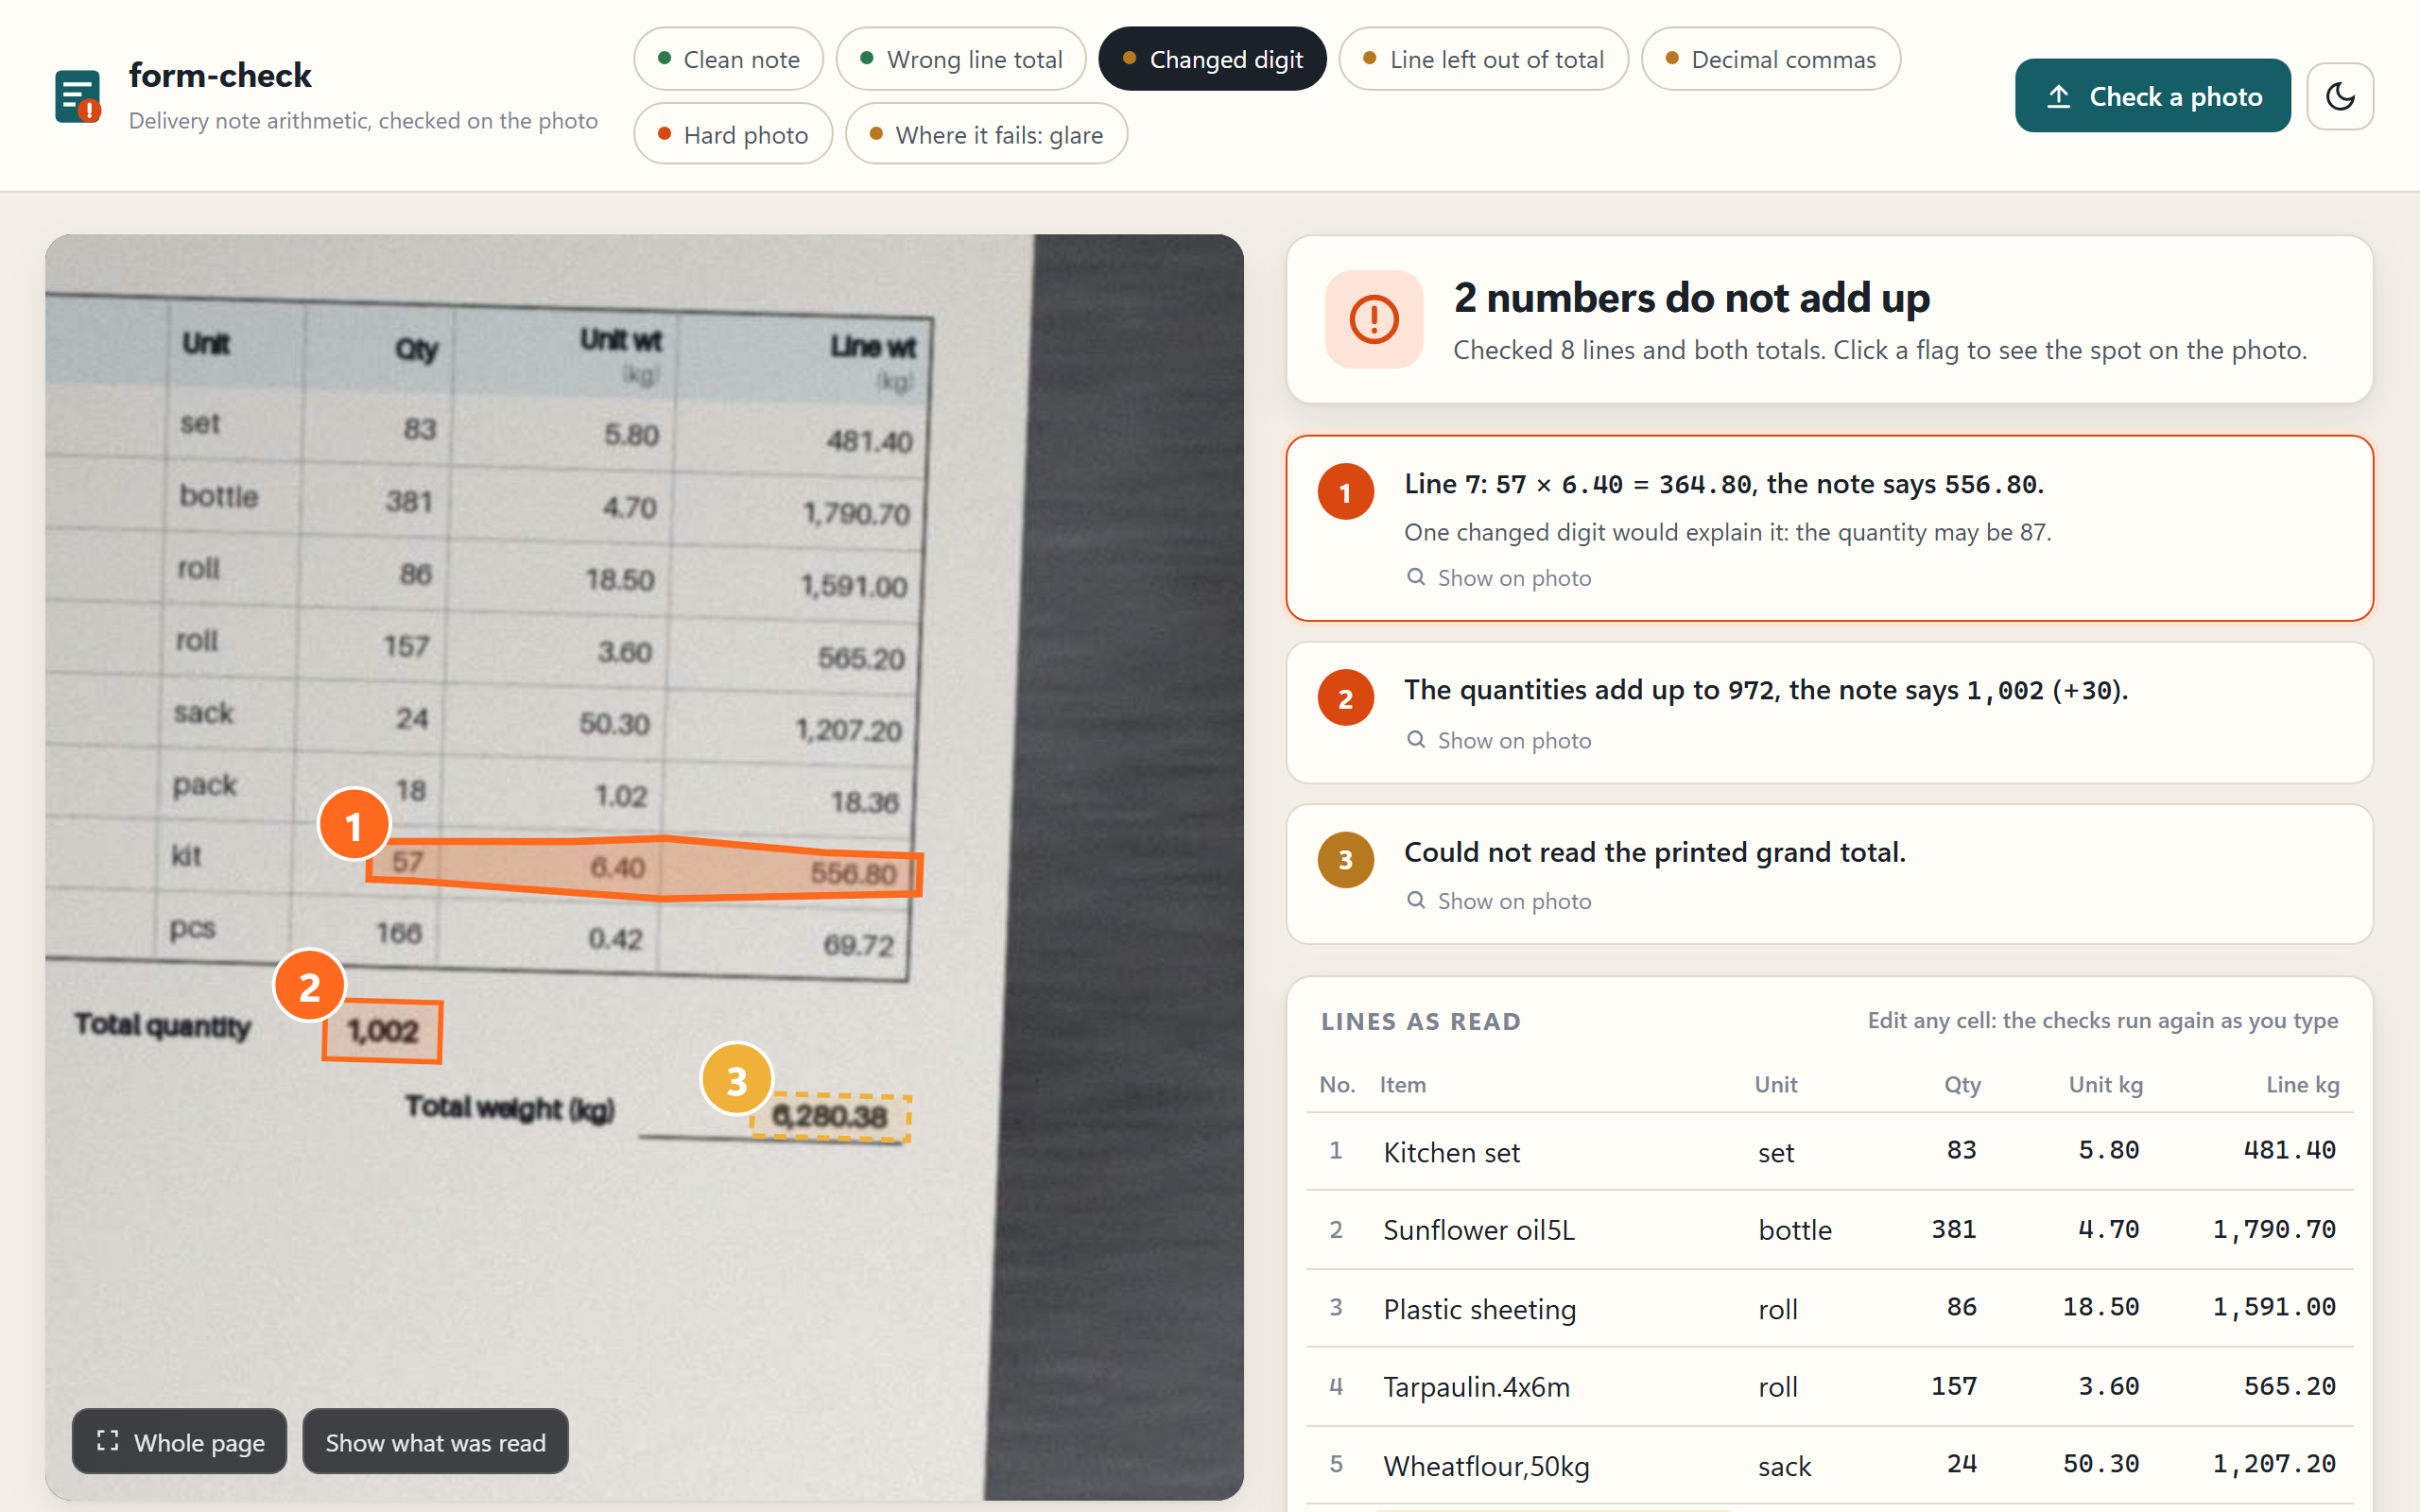 form-check
Delivery note arithmetic, checked on the photo
Clean note
Wrong line total
Changed digit
Line left out of total
Decimal commas
Hard photo
Where it fails: glare
Check a photo
Unit Qty Unit wt (kg) Line wt (kg)
set 83 5.80 481.40
bottle 381 4.70 1,790.70
roll 86 18.50 1,591.00
roll 157 3.60 565.20
sack 24 50.30 1,207.20
pack 18 1.02 18.36
1
kit 57 6.40 556.80
pcs 166 0.42 69.72
2
Total quantity 1,002
3
Total weight (kg) 6,280.38
Whole page
Show what was read
2 numbers do not add up
Checked 8 lines and both totals. Click a flag to see the spot on the photo.
1 Line 7: 57 × 6.40 = 364.80, the note says 556.80.
One changed digit would explain it: the quantity may be 87.
Show on photo
2 The quantities add up to 972, the note says 1,002 (+30).
Show on photo
3 Could not read the printed grand total.
Show on photo
LINES AS READ
Edit any cell: the checks run again as you type
No. Item Unit Qty Unit kg Line kg
1 Kitchen set set 83 5.80 481.40
2 Sunflower oil5L bottle 381 4.70 1,790.70
3 Plastic sheeting roll 86 18.50 1,591.00
4 Tarpaulin.4x6m roll 157 3.60 565.20
5 Wheatflour,50kg sack 24 50.30 1,207.20